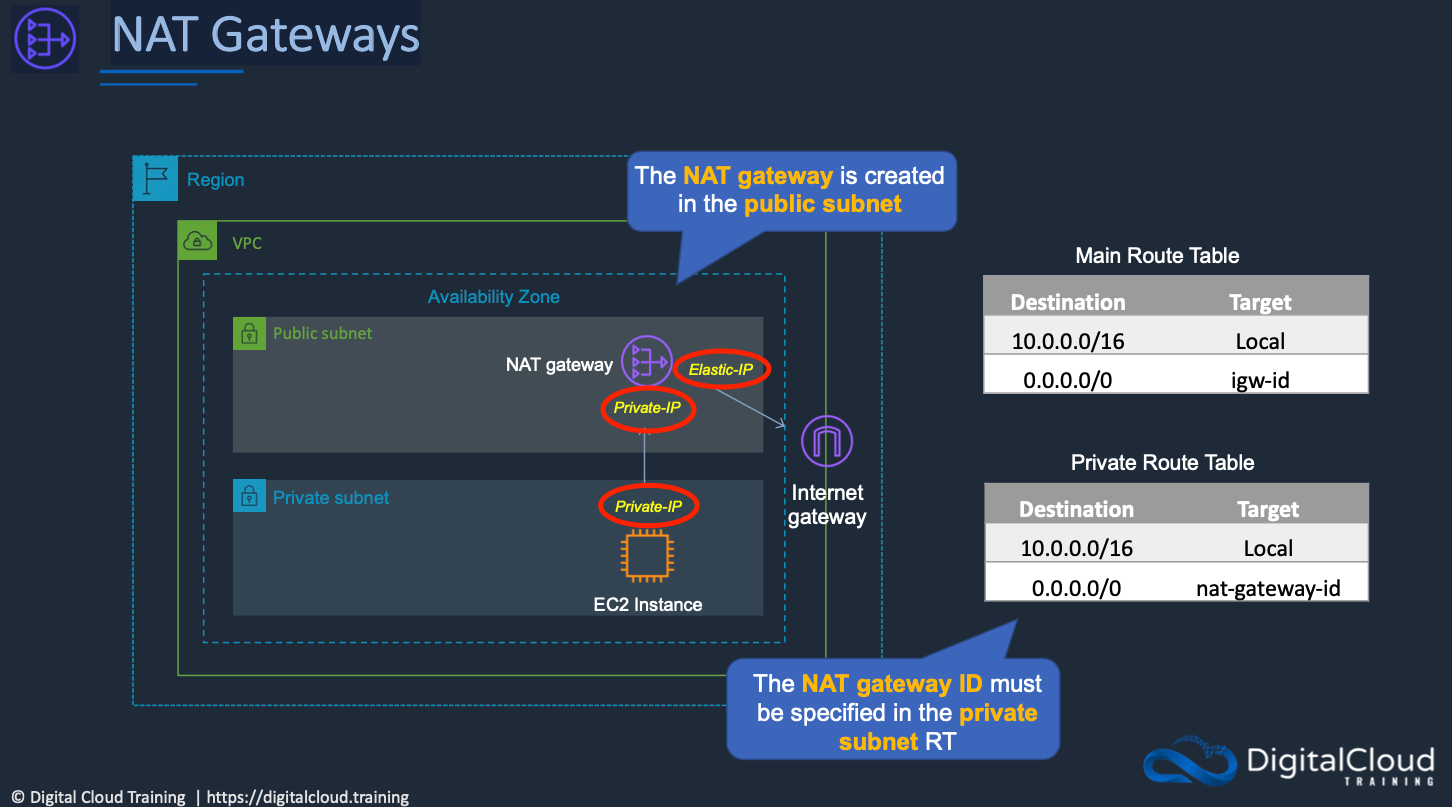 NAT Gateways
Region
The NAT gateway is created
in the public subnet
VPC
Availability Zone
Public subnet
NAT gateway
Elastic-IP
Private-IP
Internet
gateway
Private subnet
Private-IP
EC2 Instance
Main Route Table
Destination Target
10.0.0.0/16 Local
0.0.0.0/0 igw-id
Private Route Table
Destination Target
10.0.0.0/16 Local
0.0.0.0/0 nat-gateway-id
The NAT gateway ID must
be specified in the private
subnet RT
DigitalCloud
TRAINING
© Digital Cloud Training | https://digitalcloud.training